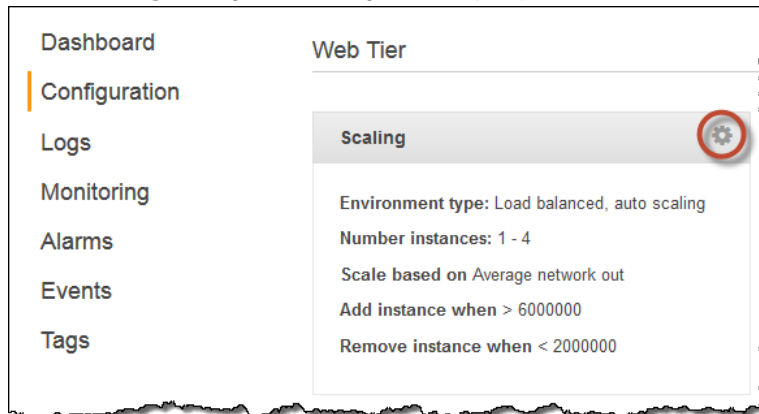 Dashboard
Configuration
Logs
Monitoring
Alarms
Events
Tags
Web Tier
Scaling
Environment type: Load balanced, auto scaling
Number instances: 1 - 4
Scale based on Average network out
Add instance when > 6000000
Remove instance when < 2000000